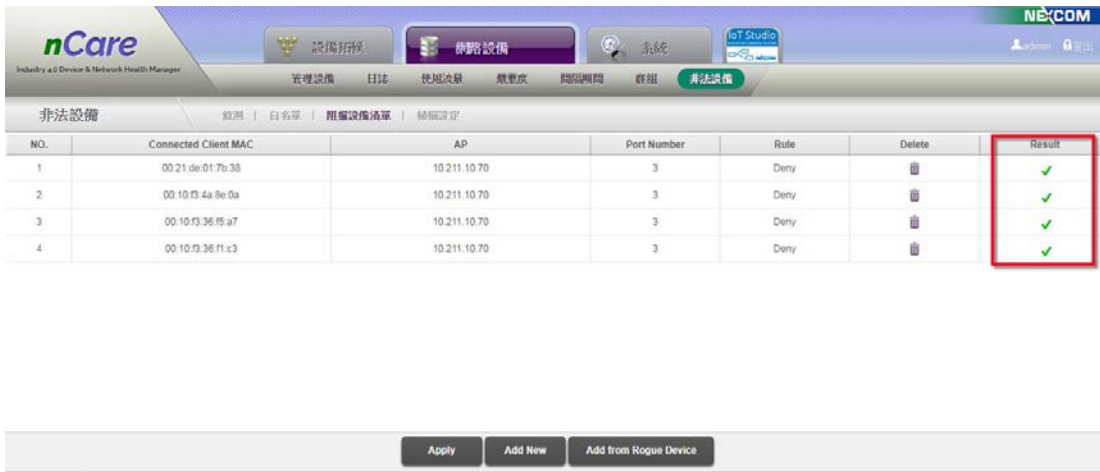 NEXCOM
nCare
Industry 4.0 Device & Network Health Manager
設備拓樸 網路設備 系統 IoT Studio
admin 登出
管理設備 日誌 使用流量 嚴重度 間隔期間 群組 非法設備
非法設備 偵測 | 白名單 | 阻擋設備清單 | 掃描設定
NO. Connected Client MAC AP Port Number Rule Delete Result
1 00:21:de:01:7b:38 10.211.10.70 3 Deny
2 00:10:f3:4a:8e:0a 10.211.10.70 3 Deny
3 00:10:f3:36:f5:a7 10.211.10.70 3 Deny
4 00:10:f3:36:f1:c3 10.211.10.70 3 Deny
Apply Add New Add from Rogue Device